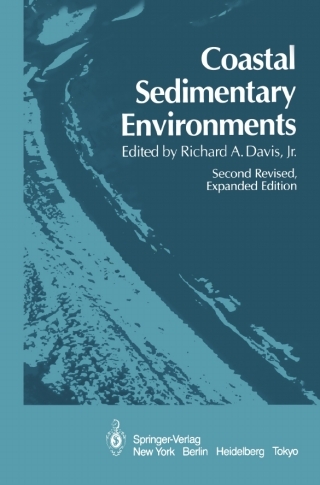 Coastal
Sedimentary
Environments
Edited by Richard A. Davis, Jr.
Second Revised,
Expanded Edition
Springer-Verlag
New York Berlin Heidelberg Tokyo